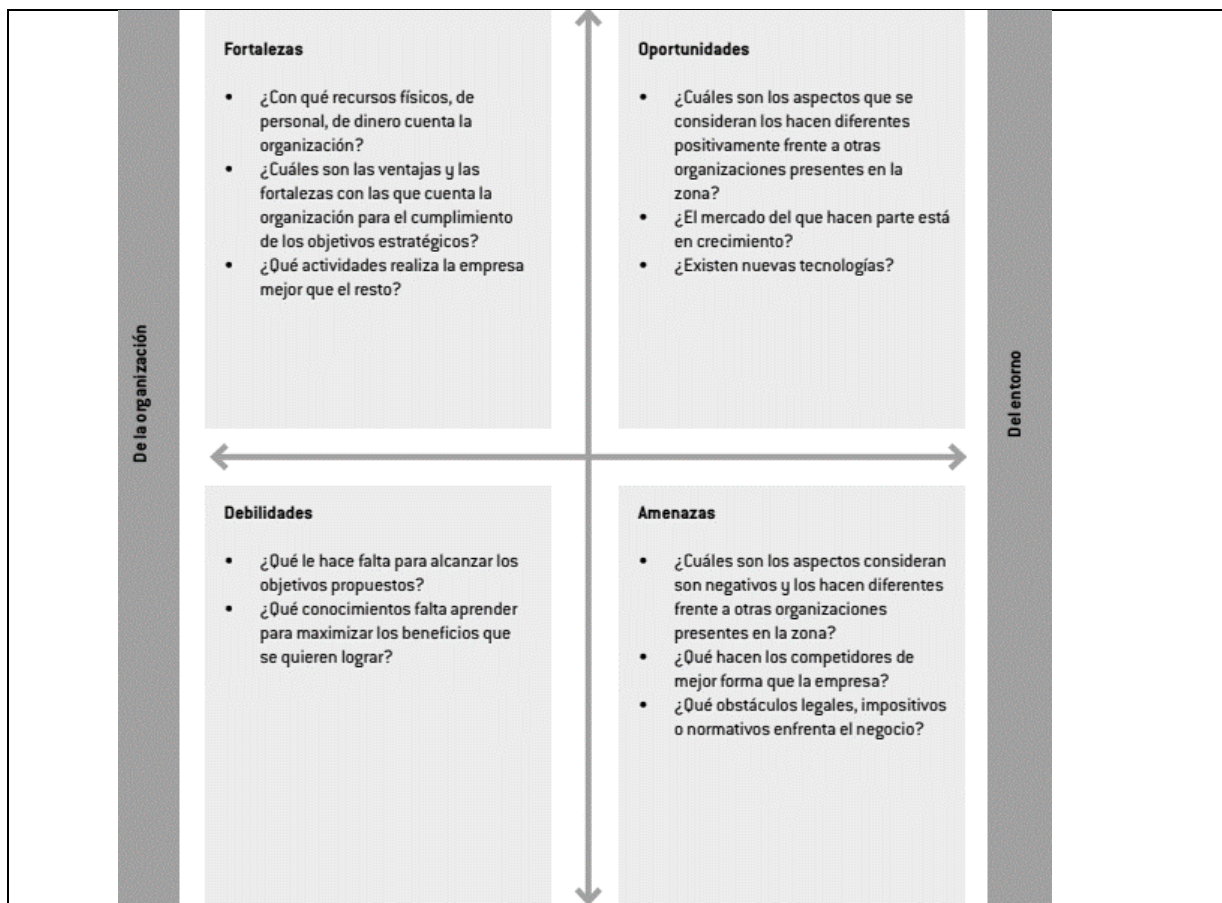 De la organización
Fortalezas
• ¿Con qué recursos físicos, de
personal, de dinero cuenta la
organización?
• ¿Cuáles son las ventajas y las
fortalezas con las que cuenta la
organización para el cumplimiento
de los objetivos estratégicos?
• ¿Qué actividades realiza la empresa
mejor que el resto?
Oportunidades
• ¿Cuáles son los aspectos que se
consideran los hacen diferentes
positivamente frente a otras
organizaciones presentes en la
zona?
• ¿El mercado del que hacen parte está
en crecimiento?
• ¿Existen nuevas tecnologías?
Del entorno
Debilidades
• ¿Qué le hace falta para alcanzar los
objetivos propuestos?
• ¿Qué conocimientos falta aprender
para maximizar los beneficios que
se quieren lograr?
Amenazas
• ¿Cuáles son los aspectos consideran
son negativos y los hacen diferentes
frente a otras organizaciones
presentes en la zona?
• ¿Qué hacen los competidores de
mejor forma que la empresa?
• ¿Qué obstáculos legales, impositivos
o normativos enfrenta el negocio?